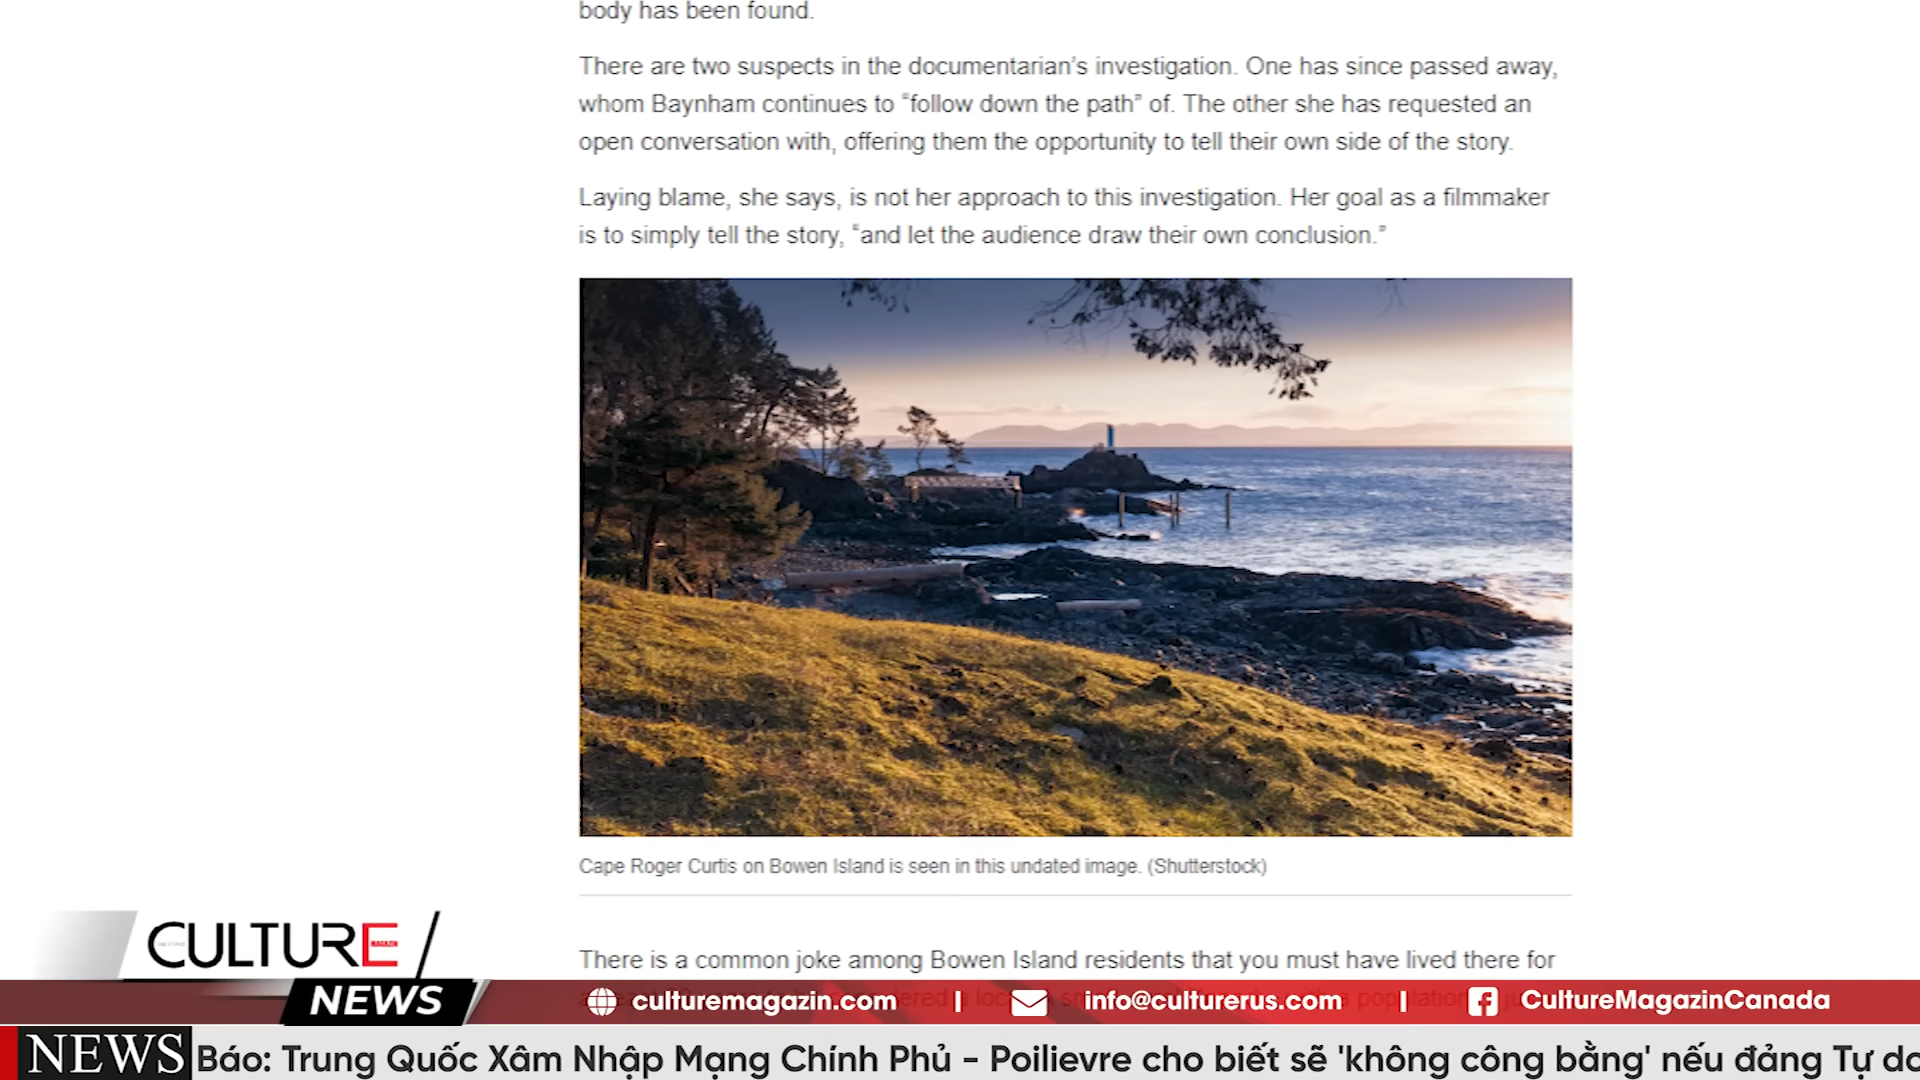 body has been found.
There are two suspects in the documentarian's investigation. One has since passed away,
whom Baynham continues to “follow down the path” of. The other she has requested an
open conversation with, offering them the opportunity to tell their own side of the story.
Laying blame, she says, is not her approach to this investigation. Her goal as a filmmaker
is to simply tell the story, “and let the audience draw their own conclusion.”
Cape Roger Curtis on Bowen Island is seen in this undated image. (Shutterstock)
There is a common joke among Bowen Island residents that you must have lived there for
CULTURE
NEWS
culturemagazin.com | info@culturerus.com | CultureMagazinCanada
NEWS Báo: Trung Quốc Xâm Nhập Mạng Chính Phủ - Poilievre cho biết sẽ 'không công bằng' nếu đảng Tự do